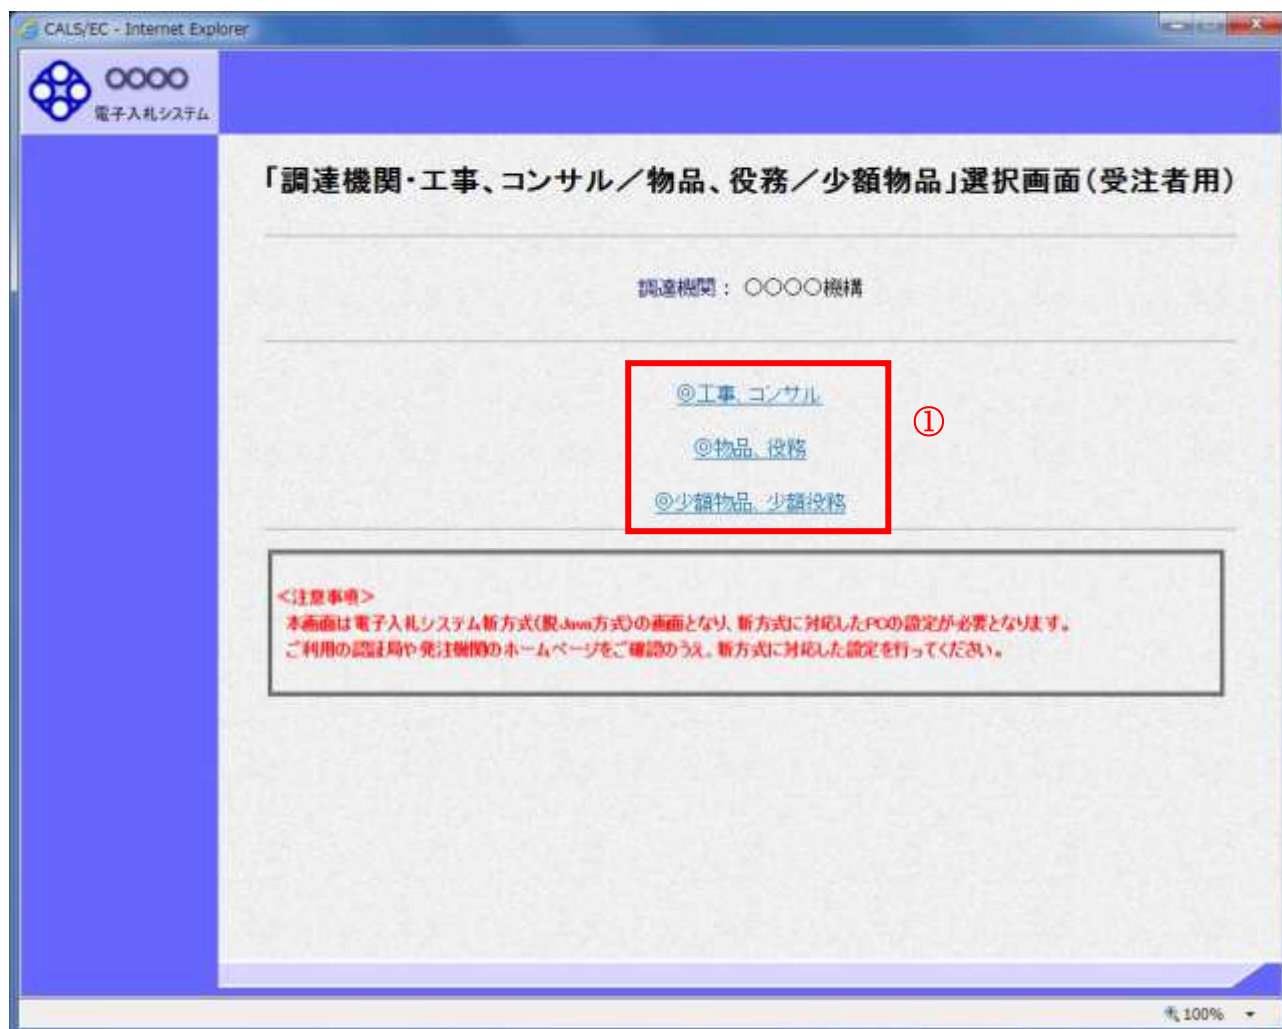 CALS/EC - Internet Explorer
〇〇〇〇
電子入札システム
「調達機関・工事、コンサル／物品、役務／少額物品」選択画面（受注者用）
調達機関： 〇〇〇〇機構
◎工事、コンサル
①
◎物品、役務
◎少額物品、少額役務
<注意事項>
本画面は電子入札システム新方式(脱Java方式)の画面となり、新方式に対応したPCの設定が必要となります。
ご利用の認証局や発注機関のホームページをご確認のうえ、新方式に対応した設定を行ってください。
100%